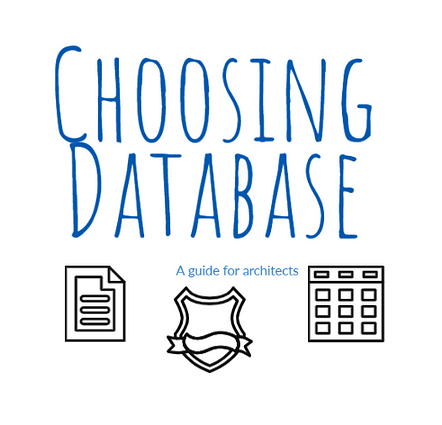 CHOOSING
DATABASE
A guide for architects